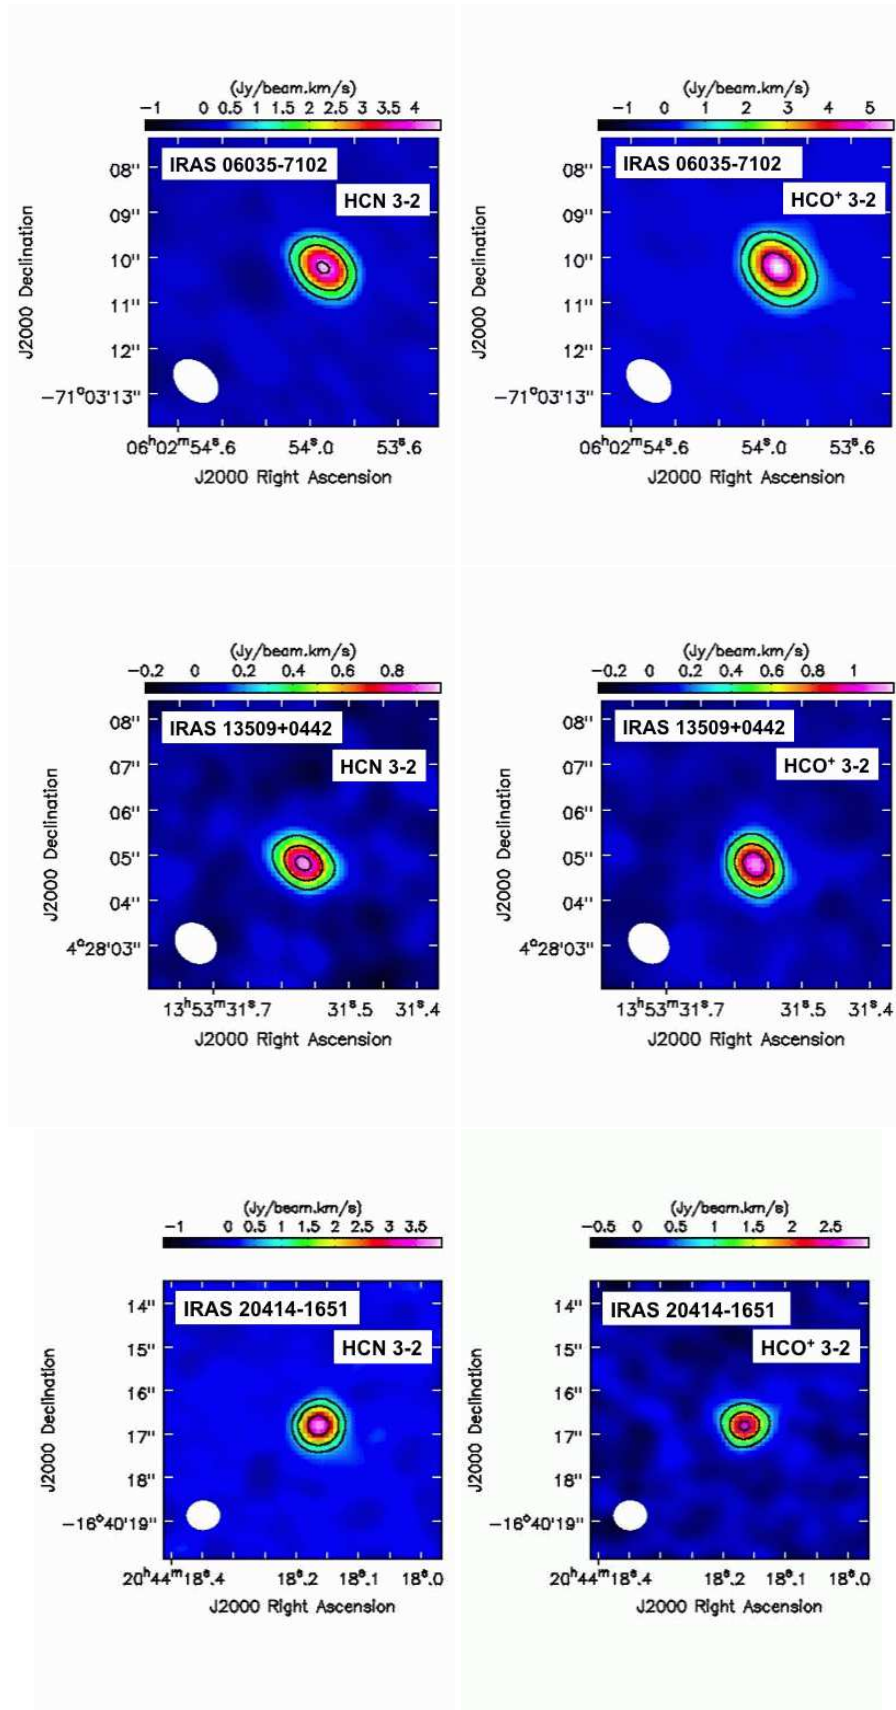 (Jy/beam.km/s)
−1 0 0.5 1 1.5 2 2.5 3 3.5 4
IRAS 06035-7102
HCN 3-2
J2000 Declination
08"
09"
10"
11"
12"
−71°03'13"
06ʰ02ᵐ54ˢ.6 54ˢ.0 53ˢ.6
J2000 Right Ascension
(Jy/beam.km/s)
−1 0 1 2 3 4 5
IRAS 06035-7102
HCO⁺ 3-2
J2000 Declination
08"
09"
10"
11"
12"
−71°03'13"
06ʰ02ᵐ54ˢ.6 54ˢ.0 53ˢ.6
J2000 Right Ascension
(Jy/beam.km/s)
−0.2 0 0.2 0.4 0.6 0.8
IRAS 13509+0442
HCN 3-2
J2000 Declination
08"
07"
06"
05"
04"
4°28'03"
13ʰ53ᵐ31ˢ.7 31ˢ.5 31ˢ.4
J2000 Right Ascension
(Jy/beam.km/s)
−0.2 0 0.2 0.4 0.6 0.8 1
IRAS 13509+0442
HCO⁺ 3-2
J2000 Declination
08"
07"
06"
05"
04"
4°28'03"
13ʰ53ᵐ31ˢ.7 31ˢ.5 31ˢ.4
J2000 Right Ascension
(Jy/beam.km/s)
−1 0 0.5 1 1.5 2 2.5 3 3.5
IRAS 20414-1651
HCN 3-2
J2000 Declination
14"
15"
16"
17"
18"
−16°40'19"
20ʰ44ᵐ18ˢ.4 18ˢ.2 18ˢ.1 18ˢ.0
J2000 Right Ascension
(Jy/beam.km/s)
−0.5 0 0.5 1 1.5 2 2.5
IRAS 20414-1651
HCO⁺ 3-2
J2000 Declination
14"
15"
16"
17"
18"
−16°40'19"
20ʰ44ᵐ18ˢ.4 18ˢ.2 18ˢ.1 18ˢ.0
J2000 Right Ascension